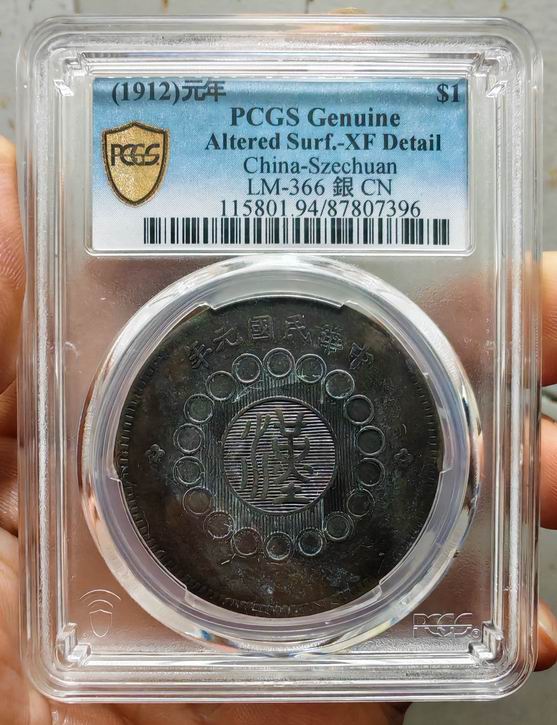 (1912)元年 $1
PCGS Genuine
Altered Surf.-XF Detail
China-Szechuan
LM-366 銀 CN
115801.94/87807396
PCGS
年元國民華中
漢
PCGS